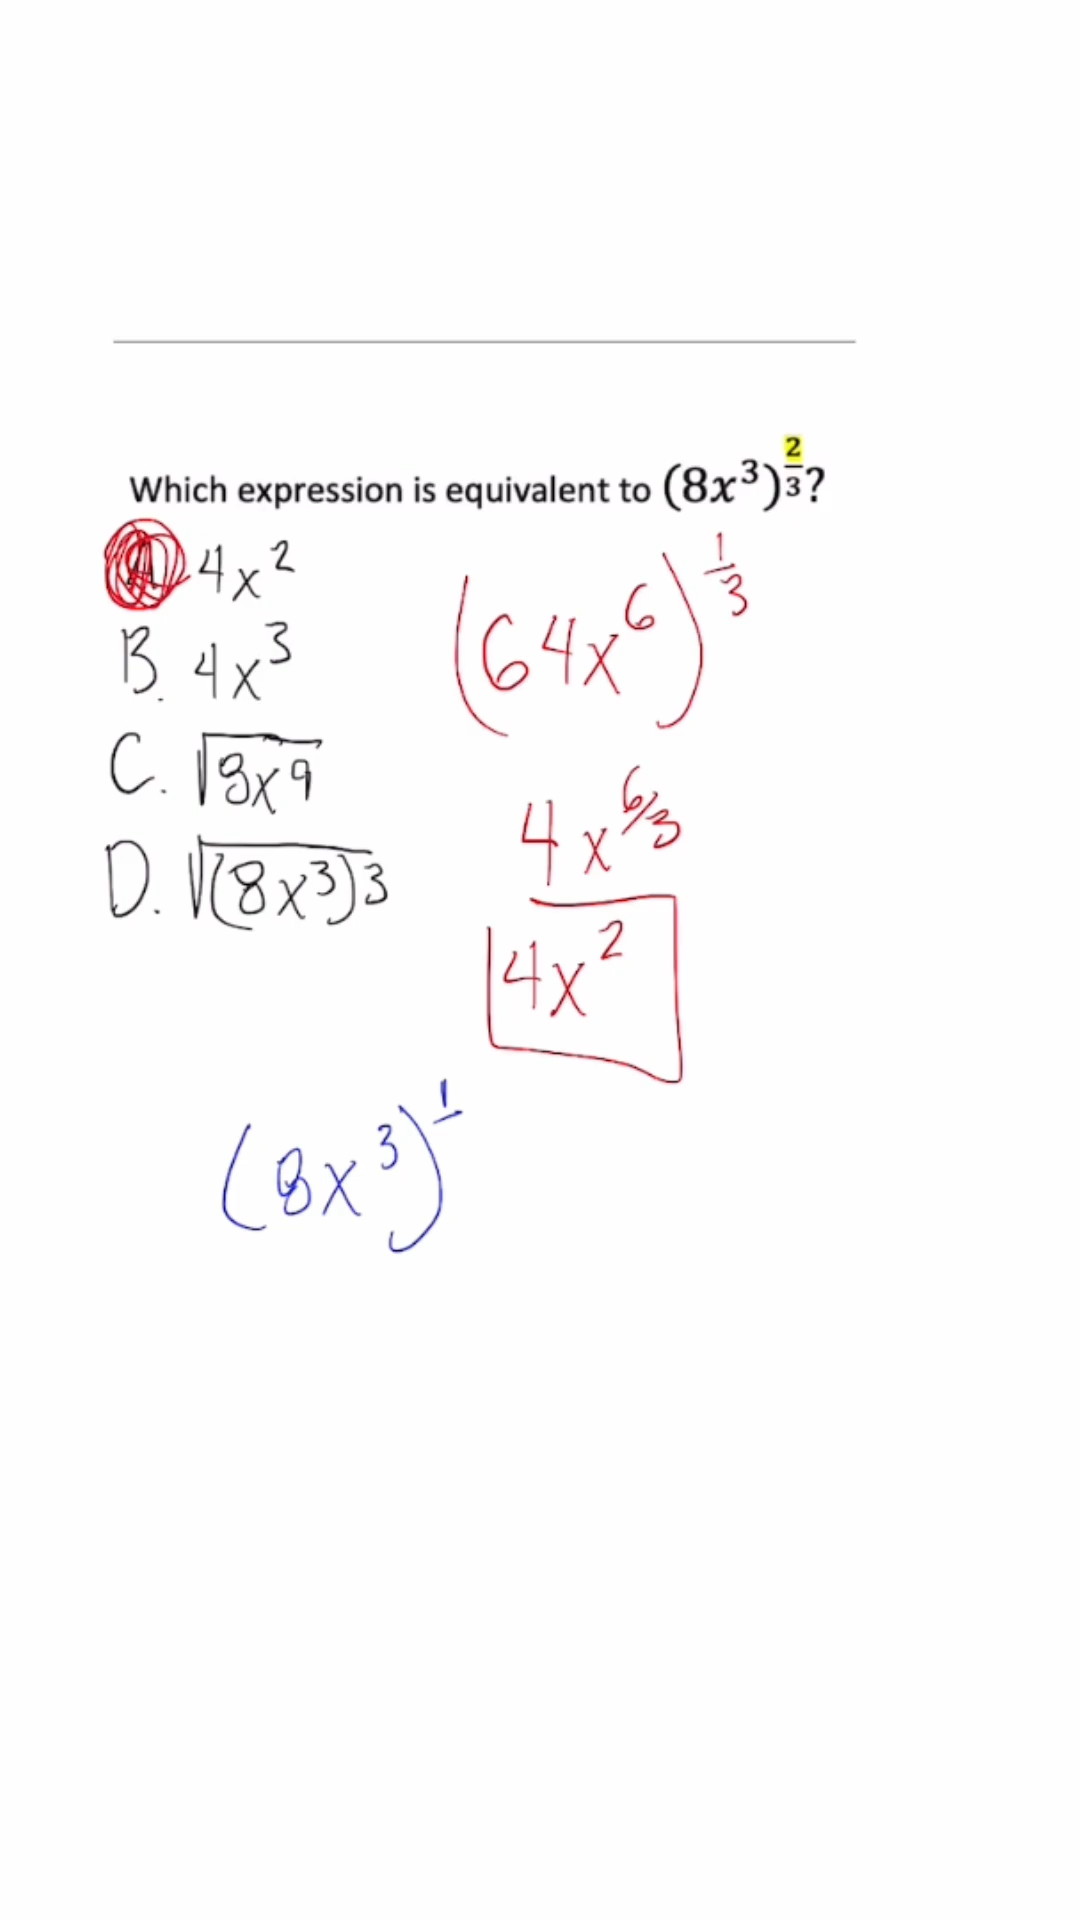 Which expression is equivalent to (8x³)^(2/3)?
A 4x²
B. 4x³
C. √8x⁹
D. √(8x³)³
(64x⁶)^(1/3)
4x^(6/3)
4x²
(8x³)^1